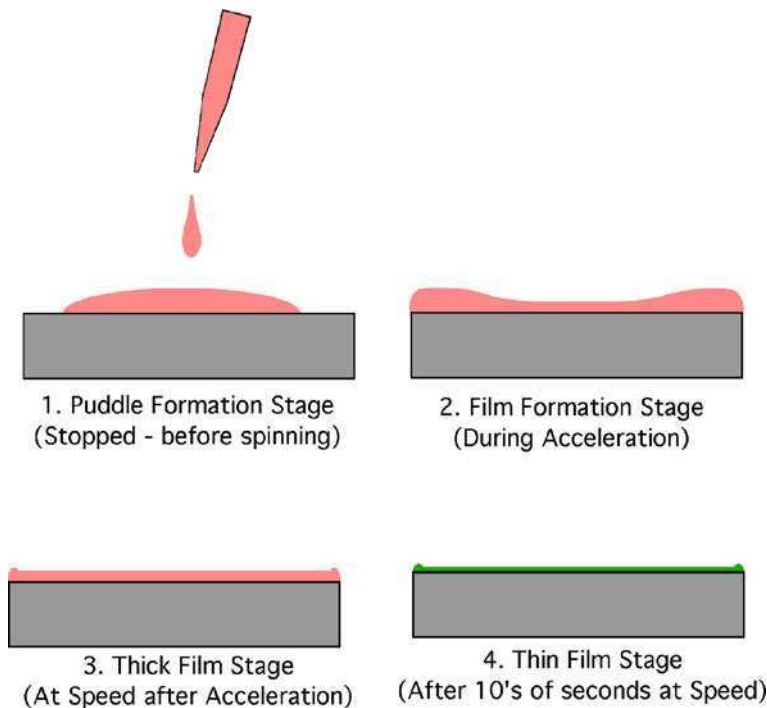 1. Puddle Formation Stage
(Stopped - before spinning)
2. Film Formation Stage
(During Acceleration)
3. Thick Film Stage
(At Speed after Acceleration)
4. Thin Film Stage
(After 10's of seconds at Speed)